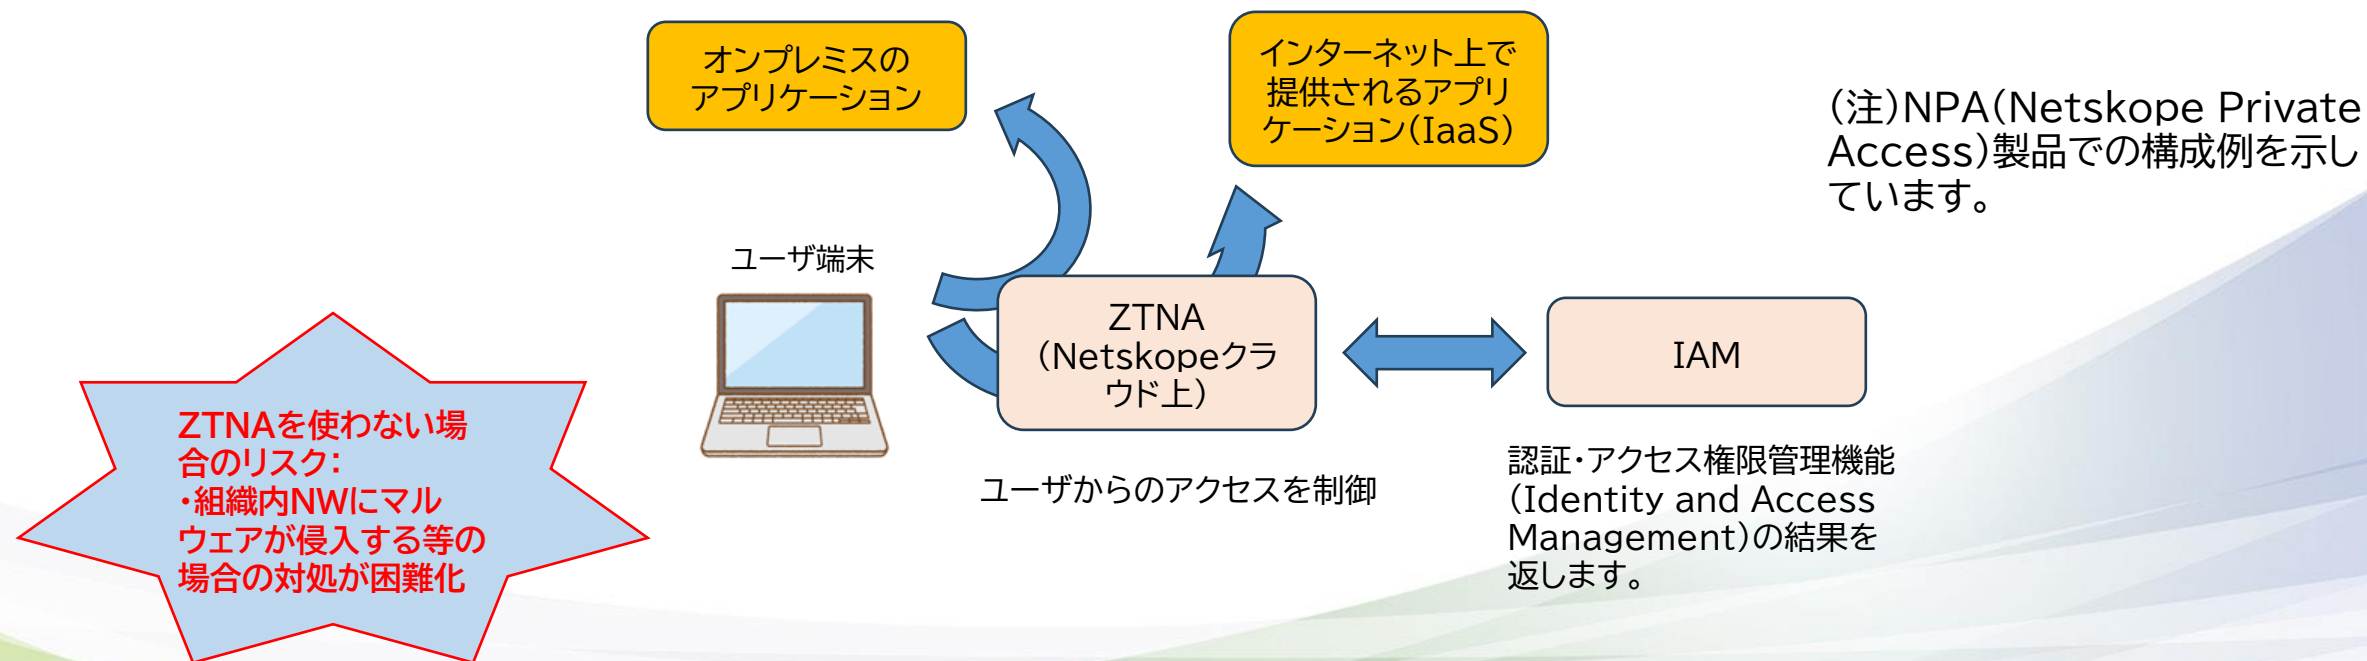 オンプレミスの
アプリケーション
インターネット上で
提供されるアプリ
ケーション(IaaS)
(注)NPA(Netskope Private
Access)製品での構成例を示し
ています。
ユーザ端末
ZTNA
(Netskopeクラ
ウド上)
IAM
ZTNAを使わない場
合のリスク:
・組織内NWにマル
ウェアが侵入する等の
場合の対処が困難化
ユーザからのアクセスを制御
認証・アクセス権限管理機能
(Identity and Access
Management)の結果を
返します。